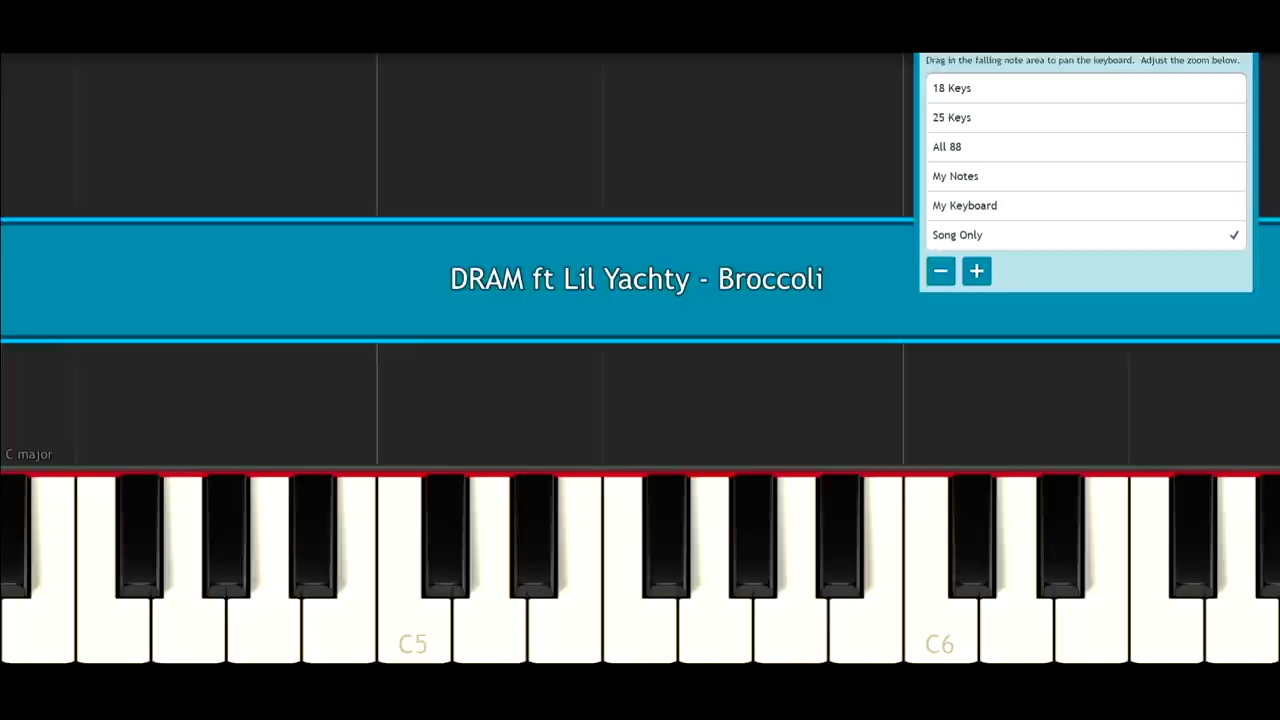 Drag in the falling note area to pan the keyboard. Adjust the zoom below.
18 Keys
25 Keys
All 88
My Notes
My Keyboard
Song Only
DRAM ft Lil Yachty - Broccoli
C major
C5
C6